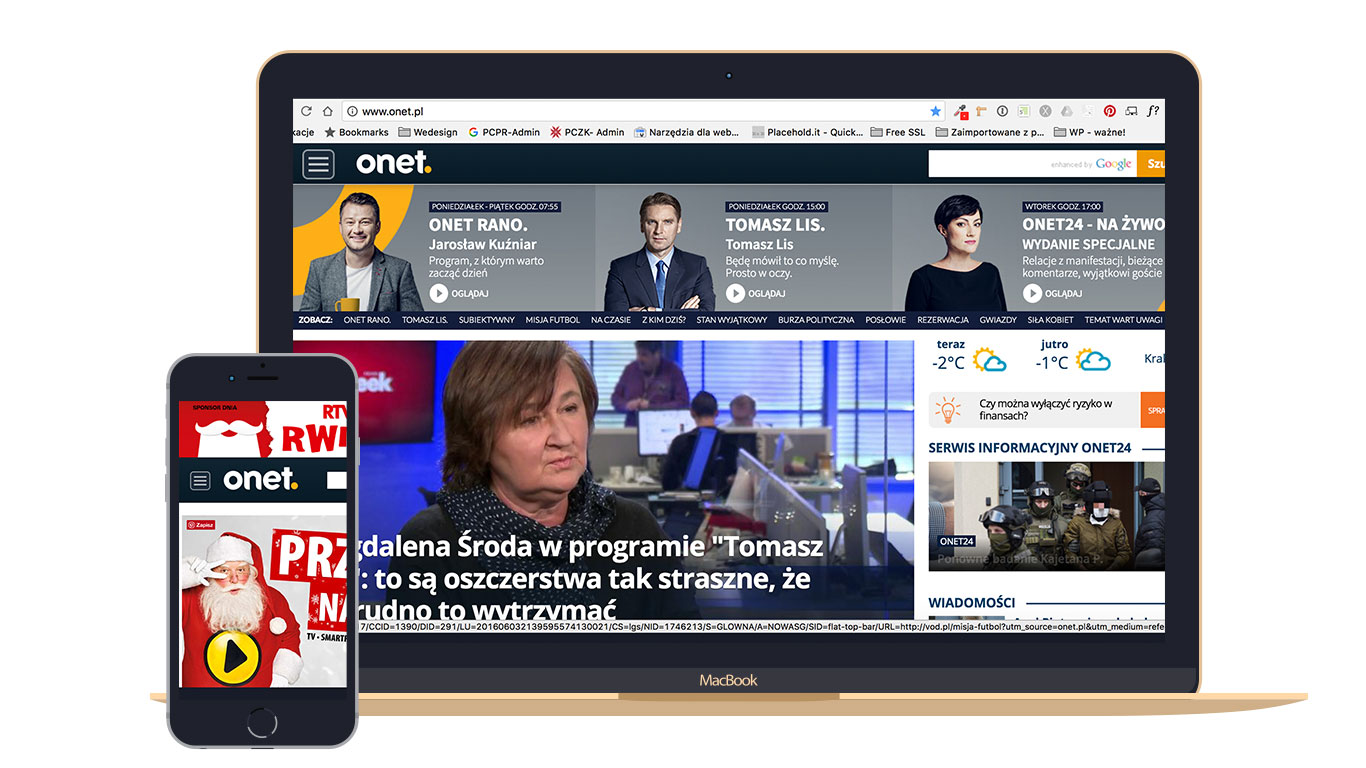 www.onet.pl
kacje
Bookmarks
Wedesign
PCPR-Admin
PCZK- Admin
Narzędzia dla web...
Placehold.it - Quick...
Free SSL
Zaimportowane z p...
WP - ważne!
onet.
enhanced by Google
Szu
PONIEDZIAŁEK - PIĄTEK GODZ. 07:55
ONET RANO.
Jarosław Kuźniar
Program, z którym warto
zacząć dzień
OGLĄDAJ
PONIEDZIAŁEK GODZ. 15:00
TOMASZ LIS.
Tomasz Lis
Będę mówił to co myślę.
Prosto w oczy.
OGLĄDAJ
WTOREK GODZ. 17:00
ONET24 - NA ŻYWO
WYDANIE SPECJALNE
Relacje z manifestacji, bieżące
komentarze, wyjątkowi goście
OGLĄDAJ
ZOBACZ: ONET RANO. TOMASZ LIS. SUBIEKTYWNY MISJA FUTBOL NA CZASIE Z KIM DZIŚ? STAN WYJĄTKOWY BURZA POLITYCZNA POSŁOWIE REZERWACJA GWIAZDY SIŁA KOBIET TEMAT WART UWAGI
eek
gdalena Środa w programie "Tomasz
': to są oszczerstwa tak straszne, że
rudno to wytrzymać
teraz
-2°C
jutro
-1°C
Kral
Czy można wyłączyć ryzyko w
finansach?
SPRA
SERWIS INFORMACYJNY ONET24
ONET24
Ponowne badanie Kajetana P.
WIADOMOŚCI
7/CCID=1390/DID=291/LU=201606032139595574130021/CS=lgs/NID=1746213/S=GLOWNA/A=NOWASG/SID=flat-top-bar/URL=http://vod.pl/misja-futbol?utm_source=onet.pl&utm_medium=refe
MacBook
SPONSOR DNIA
RTV
RWI
onet.
Zapisz
PRZ
NA
TV • SMARTF